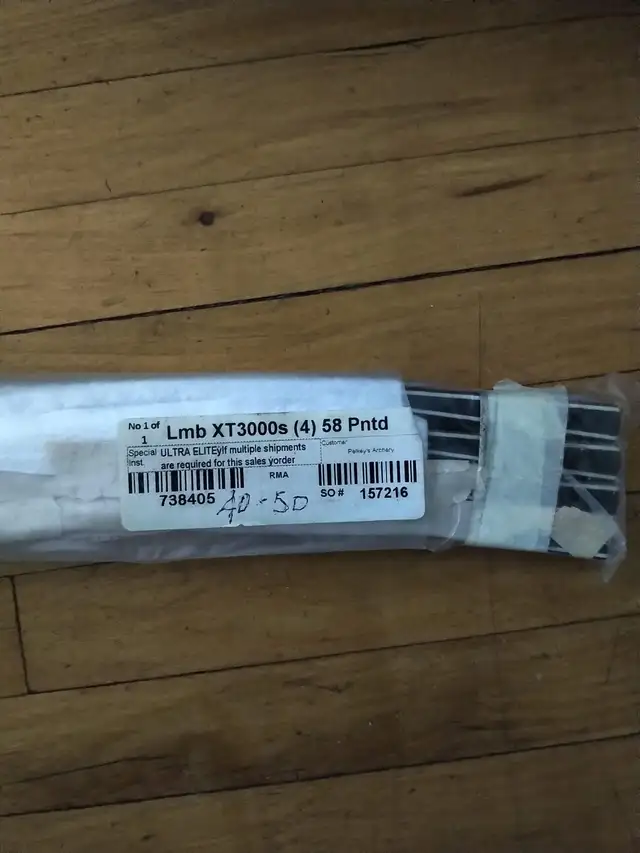 No 1 of
1
Lmb XT3000s (4) 58 Pntd
Special
Inst.
ULTRA ELITEyIf multiple shipments
are required for this sales yorder
Customer
Pelkey's Archery
RMA
738405
40-50
SO # 157216